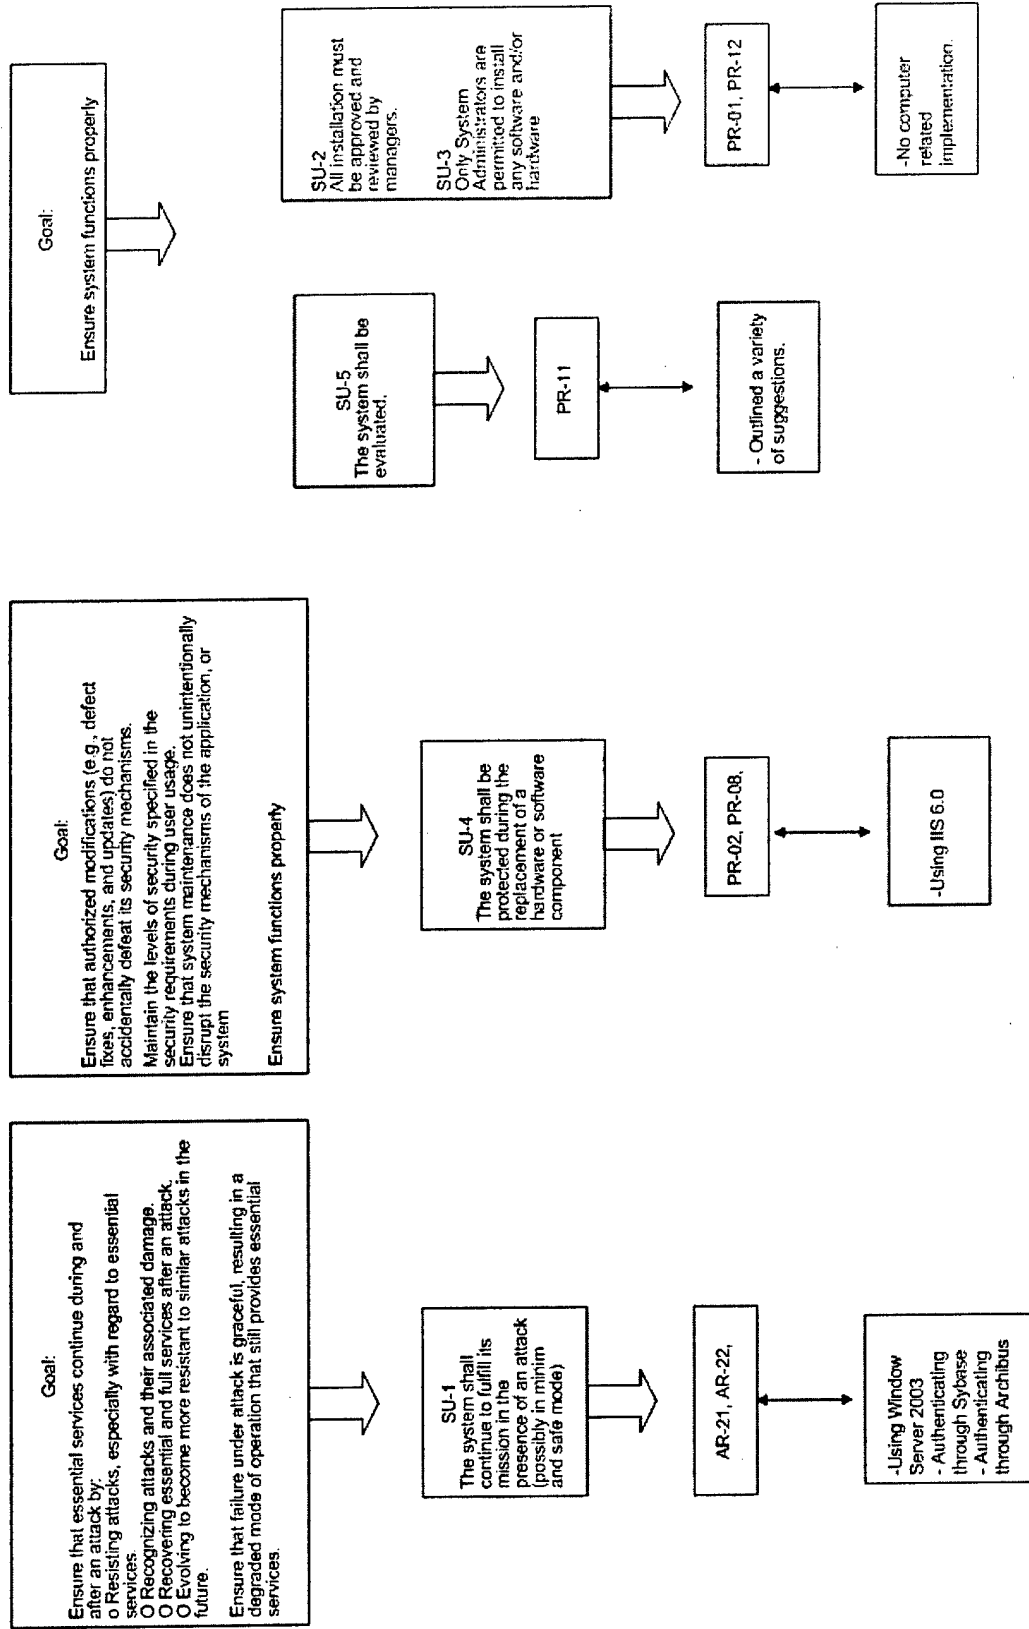 Goal:
Ensure that essential services continue during and
after an attack by:
o Resisting attacks, especially with regard to essential
services.
O Recognizing attacks and their associated damage.
O Recovering essential and full services after an attack.
O Evolving to become more resistant to similar attacks in the
future.
Ensure that failure under attack is graceful, resulting in a
degraded mode of operation that still provides essential
services.
SU-1
The system shall
continue to fulfill its
mission in the
presence of an attack
(possibly in minim
and safe mode)
AR-21, AR-22,
-Using Window
Server 2003
- Authenticating
through Sybase
- Authenticating
through Archibus
Goal:
Ensure that authorized modifications (e.g., defect
fixes, enhancements, and updates) do not
accidentally defeat its security mechanisms.
Maintain the levels of security specified in the
security requirements during user usage.
Ensure that system maintenance does not unintentionally
disrupt the security mechanisms of the application, or
system
Ensure system functions properly
SU-4
The system shall be
protected during the
replacement of a
hardware or software
component
PR-02, PR-08,
-Using IIS 6.0
Goal:
Ensure system functions properly
SU-5
The system shall be
evaluated.
PR-11
- Outlined a variety
of suggestions.
SU-2
All installation must
be approved and
reviewed by
managers.
SU-3
Only System
Administrators are
permitted to install
any software and/or
hardware
PR-01, PR-12
-No computer
related
implementation.